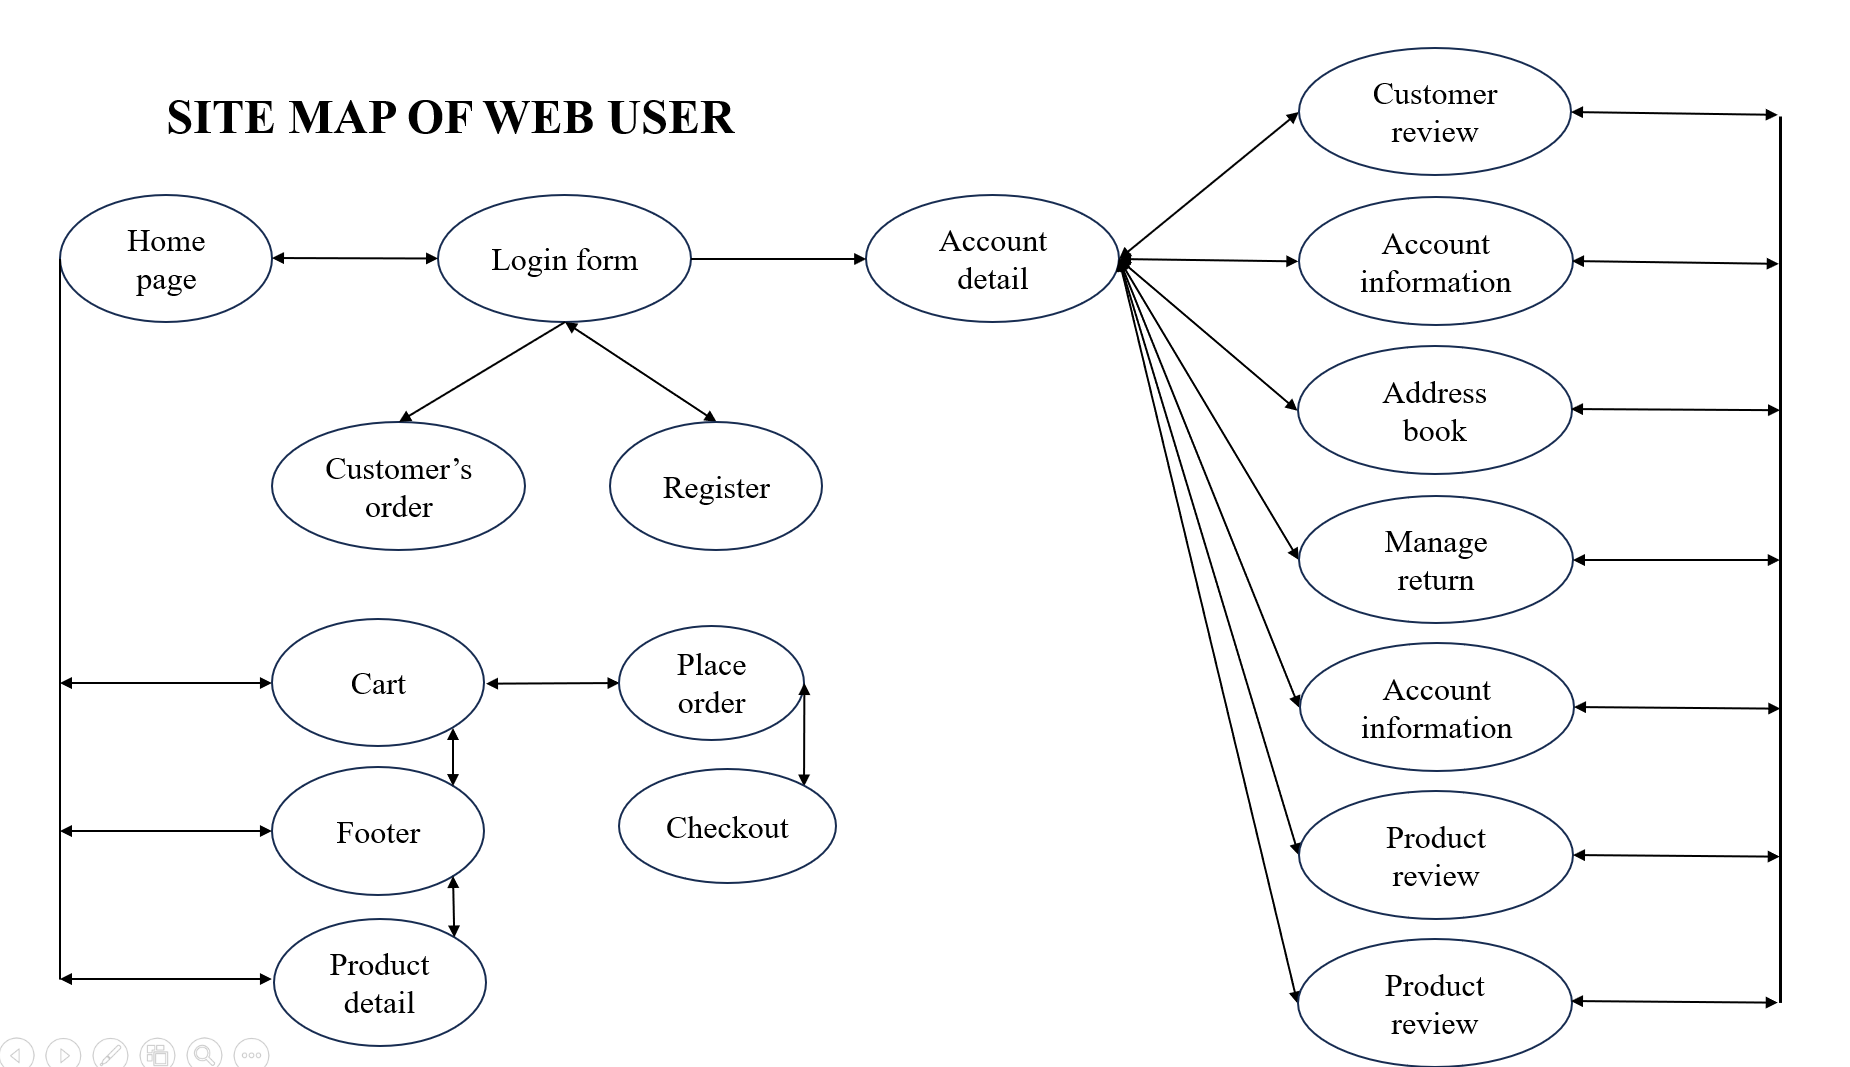 SITE MAP OF WEB USER
Home
page
Login form
Account
detail
Customer’s
order
Register
Cart
Place
order
Footer
Checkout
Product
detail
Customer
review
Account
information
Address
book
Manage
return
Account
information
Product
review
Product
review